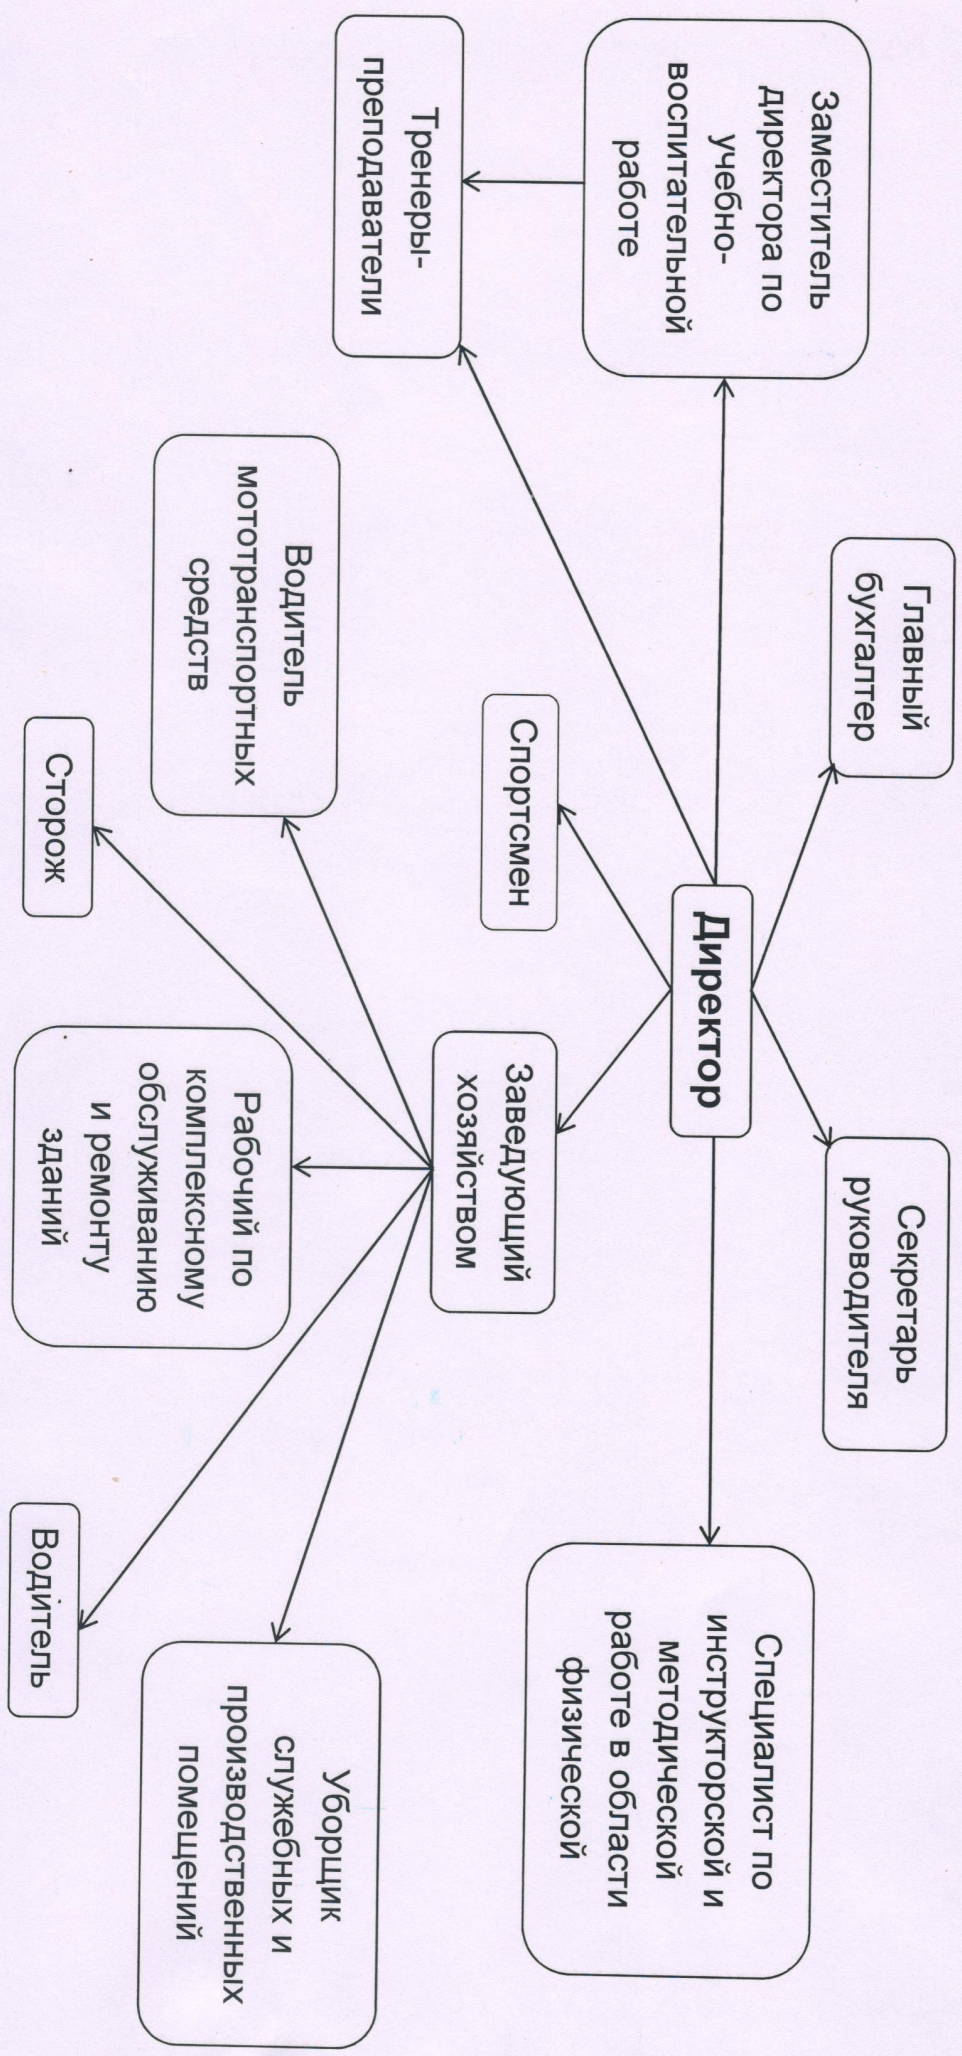 Главный
бухгалтер
Секретарь
руководителя
Заместитель
директора по
учебно-
воспитательной
работе
Директор
Специалист по
инструкторской и
методической
работе в области
физической
Тренеры-
преподаватели
Спортсмен
Заведующий
хозяйством
Водитель
мототранспортных
средств
Сторож
Рабочий по
комплексному
обслуживанию
и ремонту
зданий
Водитель
Уборщик
служебных и
производственных
помещений